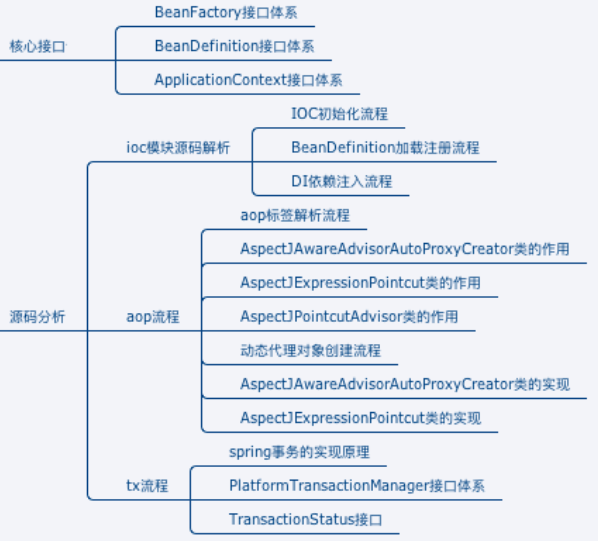 BeanFactory接口体系
核心接口
BeanDefinition接口体系
ApplicationContext接口体系
IOC初始化流程
ioc模块源码解析
BeanDefinition加载注册流程
DI依赖注入流程
aop标签解析流程
AspectJAwareAdvisorAutoProxyCreator类的作用
AspectJExpressionPointcut类的作用
源码分析
aop流程
AspectJPointcutAdvisor类的作用
动态代理对象创建流程
AspectJAwareAdvisorAutoProxyCreator类的实现
AspectJExpressionPointcut类的实现
spring事务的实现原理
tx流程
PlatformTransactionManager接口体系
TransactionStatus接口